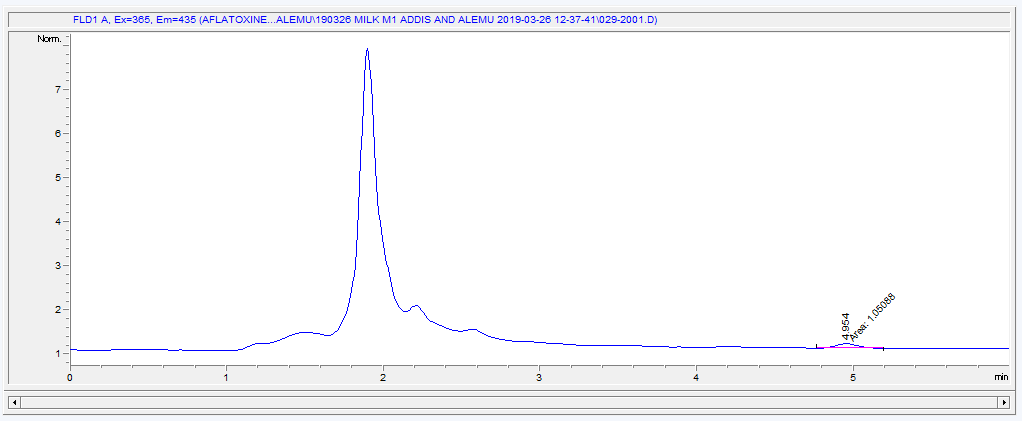 FLD1 A, Ex=365, Em=435 (AFLATOXINE...ALEMU\190326 MILK M1 ADDIS AND ALEMU 2019-03-26 12-37-41\029-2001.D)
Norm.
7
6
5
4
3
2
1
4.954
Area: 1.05088
0 1 2 3 4 5 min